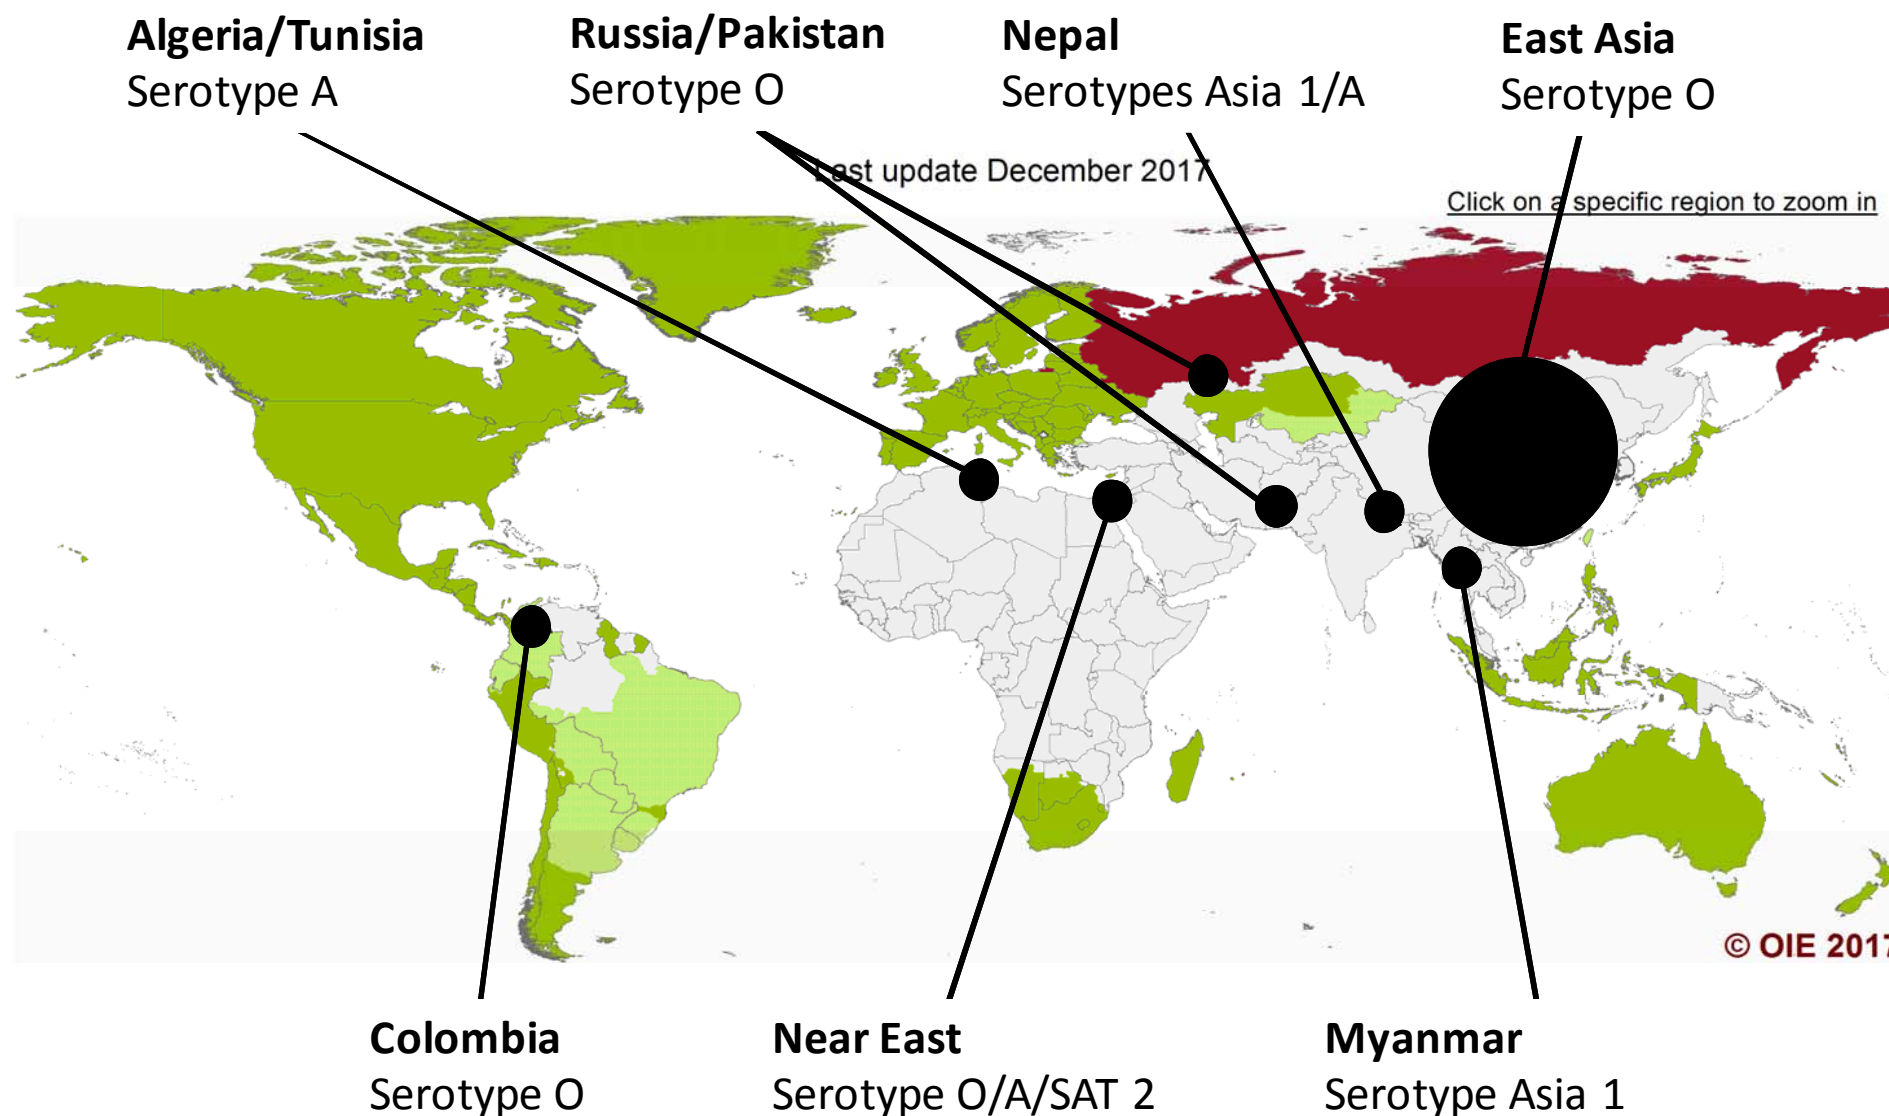 Algeria/Tunisia
Serotype A
Russia/Pakistan
Serotype O
Nepal
Serotypes Asia 1/A
East Asia
Serotype O
Last update December 2017
Click on a specific region to zoom in
© OIE 2017
Colombia
Serotype O
Near East
Serotype O/A/SAT 2
Myanmar
Serotype Asia 1